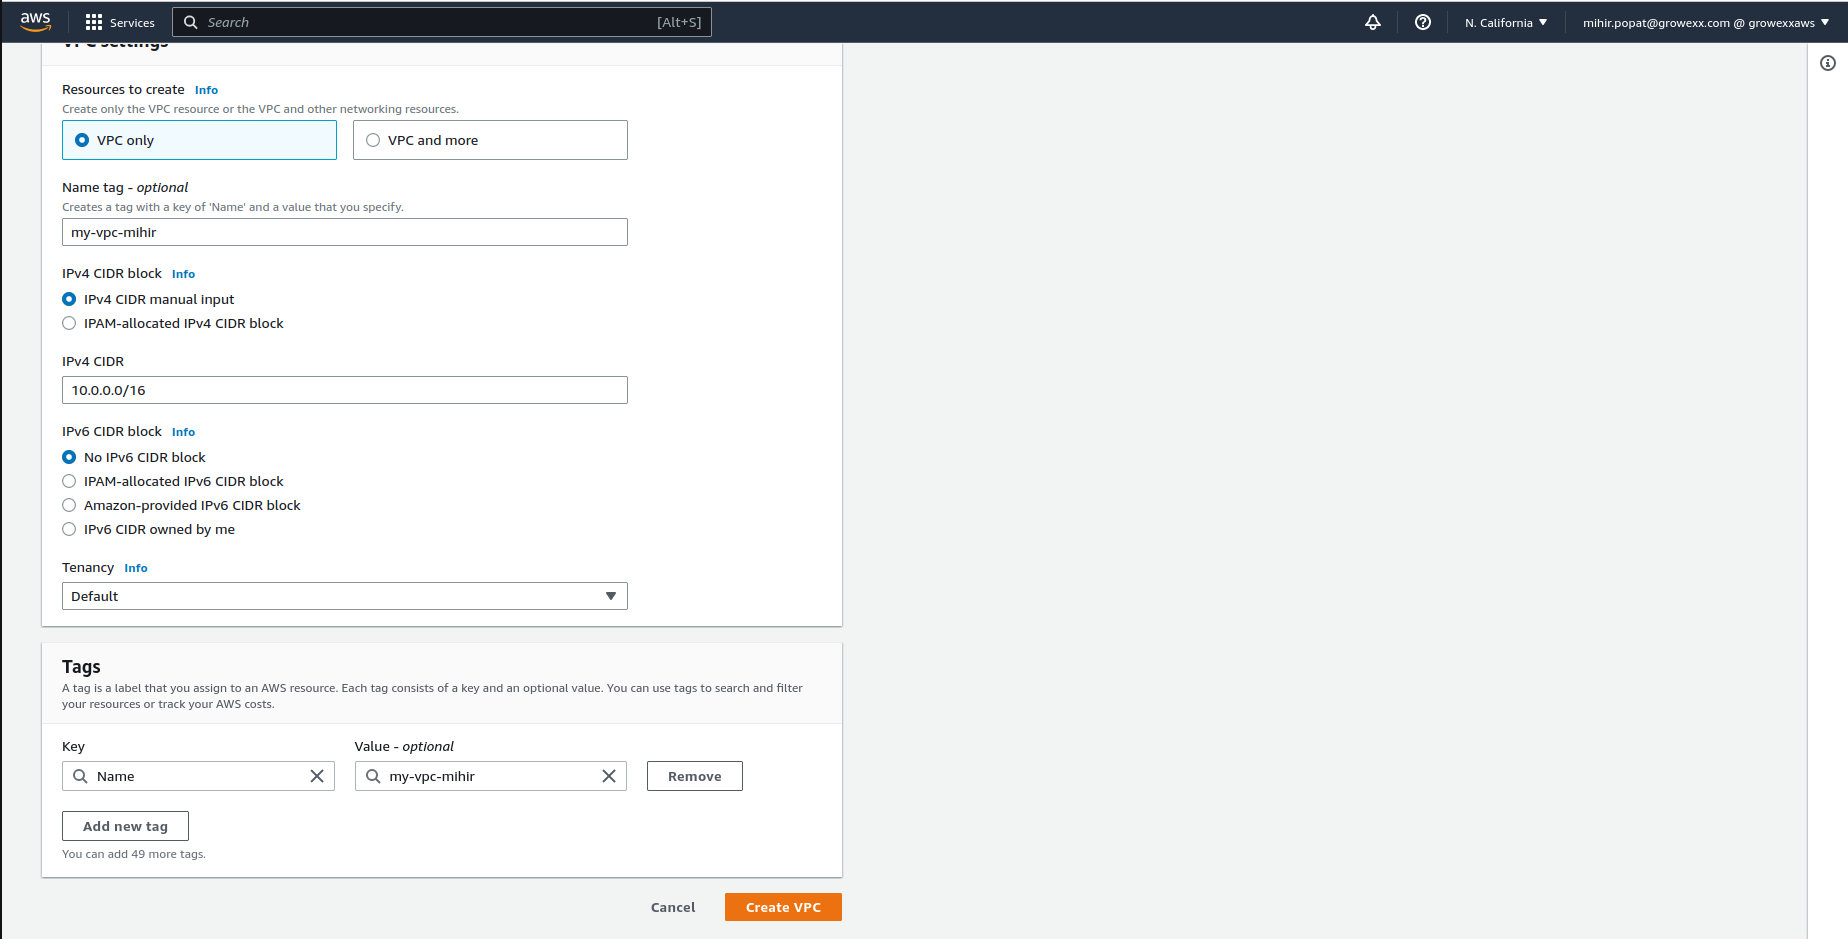 aws Services Search [Alt+S] N. California mihir.popat@growexx.com @ growexxaws
VPC settings
Resources to create Info
Create only the VPC resource or the VPC and other networking resources.
VPC only VPC and more
Name tag - optional
Creates a tag with a key of 'Name' and a value that you specify.
my-vpc-mihir
IPv4 CIDR block Info
IPv4 CIDR manual input
IPAM-allocated IPv4 CIDR block
IPv4 CIDR
10.0.0.0/16
IPv6 CIDR block Info
No IPv6 CIDR block
IPAM-allocated IPv6 CIDR block
Amazon-provided IPv6 CIDR block
IPv6 CIDR owned by me
Tenancy Info
Default
Tags
A tag is a label that you assign to an AWS resource. Each tag consists of a key and an optional value. You can use tags to search and filter
your resources or track your AWS costs.
Key Value - optional
Name my-vpc-mihir Remove
Add new tag
You can add 49 more tags.
Cancel Create VPC